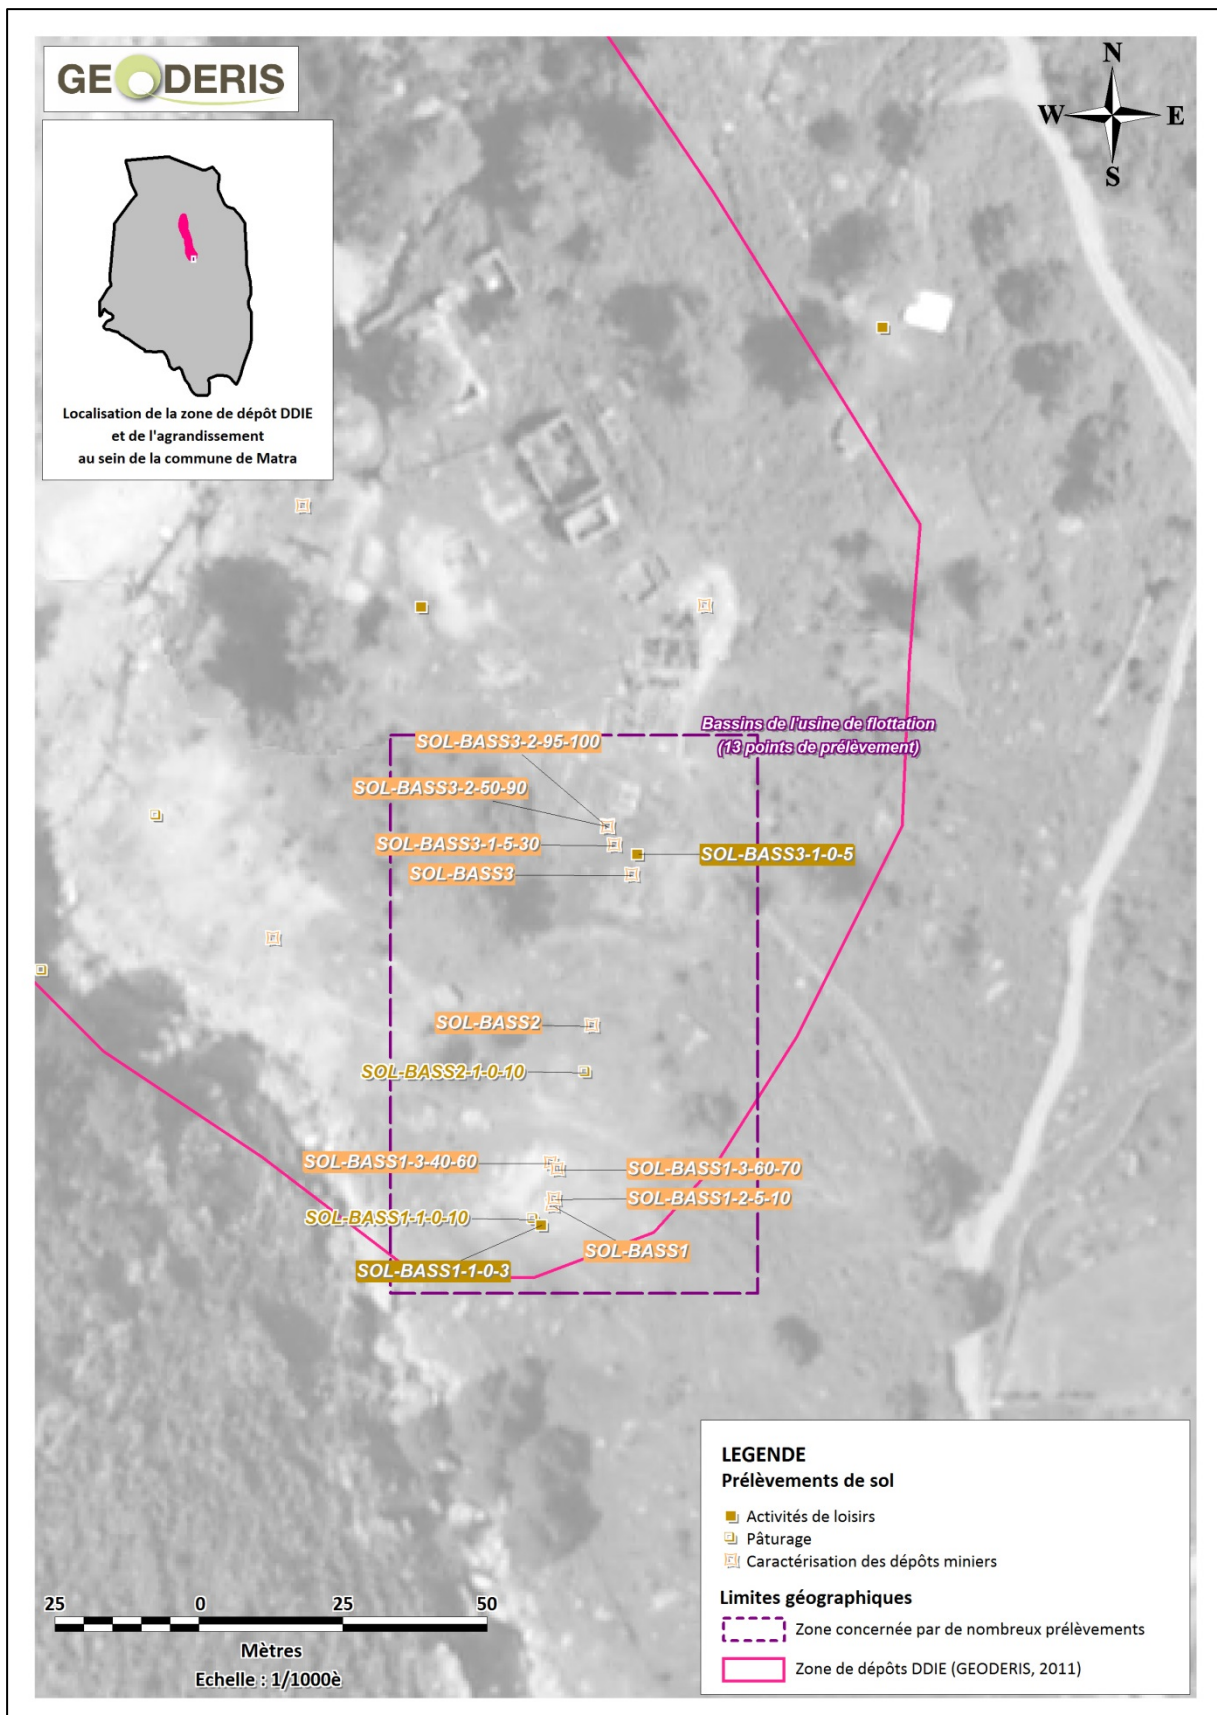 GEODERIS
N
W E
S
Localisation de la zone de dépôt DDIE
et de l'agrandissement
au sein de la commune de Matra
Bassins de l'usine de flottation
(13 points de prélèvement)
SOL-BASS3-2-95-100
SOL-BASS3-2-50-90
SOL-BASS3-1-5-30
SOL-BASS3-1-0-5
SOL-BASS3
SOL-BASS2
SOL-BASS2-1-0-10
SOL-BASS1-3-40-60
SOL-BASS1-3-60-70
SOL-BASS1-2-5-10
SOL-BASS1-1-0-10
SOL-BASS1
SOL-BASS1-1-0-3
LEGENDE
Prélèvements de sol
Activités de loisirs
Pâturage
Caractérisation des dépôts miniers
Limites géographiques
Zone concernée par de nombreux prélèvements
Zone de dépôts DDIE (GEODERIS, 2011)
25 0 25 50
Mètres
Echelle : 1/1000è